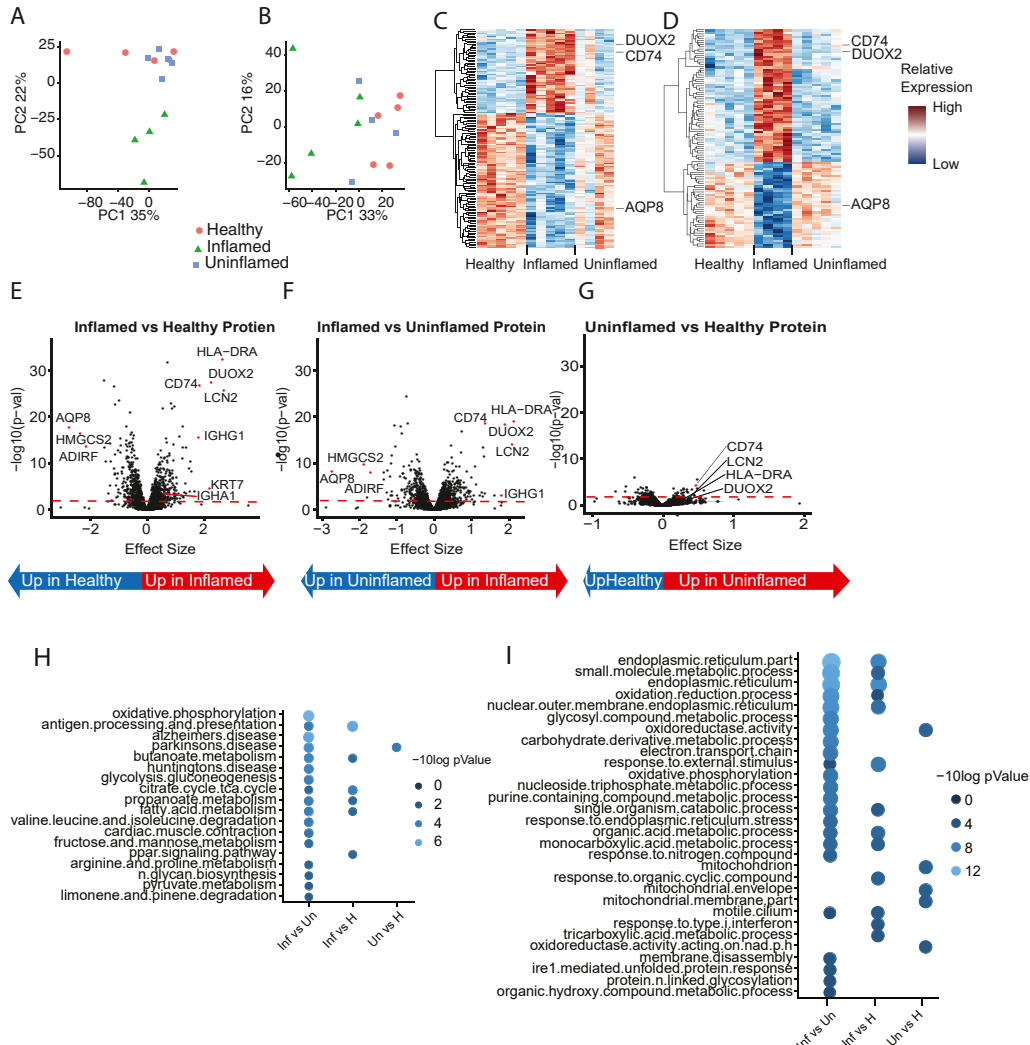 A
25
0
−25
−50
PC2 22%
−80
−40
0
PC1 35%
B
40
20
0
−20
PC2 16%
−60
−40
−20
0
20
PC1 33%
Healthy
Inflamed
Uninflamed
C
DUOX2
CD74
AQP8
Healthy
Inflamed
Uninflamed
D
CD74
DUOX2
AQP8
Healthy
Inflamed
Uninflamed
Relative
Expression
High
Low
E
Inflamed vs Healthy Protien
30
20
10
0
−log10(p−val)
HLA−DRA
DUOX2
CD74
LCN2
AQP8
HMGCS2
ADIRF
IGHG1
KRT7
IGHA1
−2
0
2
Effect Size
Up in Healthy
Up in Inflamed
F
Inflamed vs Uninflamed Protein
30
20
10
0
−log10(p−val)
HLA−DRA
CD74
DUOX2
LCN2
HMGCS2
AQP8
ADIRF
IGHG1
−3
−2
−1
0
1
2
Effect Size
Up in Uninflamed
Up in Inflamed
G
Uninflamed vs Healthy Protein
30
20
10
0
−log10(p−val)
CD74
LCN2
HLA−DRA
DUOX2
−1
0
1
2
Effect Size
UpHealthy
Up in Uninflamed
H
oxidative.phosphorylation
antigen.processing.and.presentation
alzheimers.disease
parkinsons.disease
butanoate.metabolism
huntingtons.disease
glycolysis.gluconeogenesis
citrate.cycle.tca.cycle
propanoate.metabolism
fatty.acid.metabolism
valine.leucine.and.isoleucine.degradation
cardiac.muscle.contraction
fructose.and.mannose.metabolism
ppar.signaling.pathway
arginine.and.proline.metabolism
n.glycan.biosynthesis
pyruvate.metabolism
limonene.and.pinene.degradation
Inf vs Un
Inf vs H
Un vs H
−10log pValue
0
2
4
6
I
endoplasmic.reticulum.part
small.molecule.metabolic.process
endoplasmic.reticulum
oxidation.reduction.process
nuclear.outer.membrane.endoplasmic.reticulum
glycosyl.compound.metabolic.process
oxidoreductase.activity
carbohydrate.derivative.metabolic.process
electron.transport.chain
response.to.external.stimulus
oxidative.phosphorylation
nucleoside.triphosphate.metabolic.process
purine.containing.compound.metabolic.process
single.organism.catabolic.process
response.to.endoplasmic.reticulum.stress
organic.acid.metabolic.process
monocarboxylic.acid.metabolic.process
response.to.nitrogen.compound
mitochondrion
response.to.organic.cyclic.compound
mitochondrial.envelope
mitochondrial.membrane.part
motile.cilium
response.to.type.i.interferon
tricarboxylic.acid.metabolic.process
oxidoreductase.activity.acting.on.nad.p.h
membrane.disassembly
ire1.mediated.unfolded.protein.response
protein.n.linked.glycosylation
organic.hydroxy.compound.metabolic.process
Inf vs Un
Inf vs H
Un vs H
−10log pValue
0
4
8
12